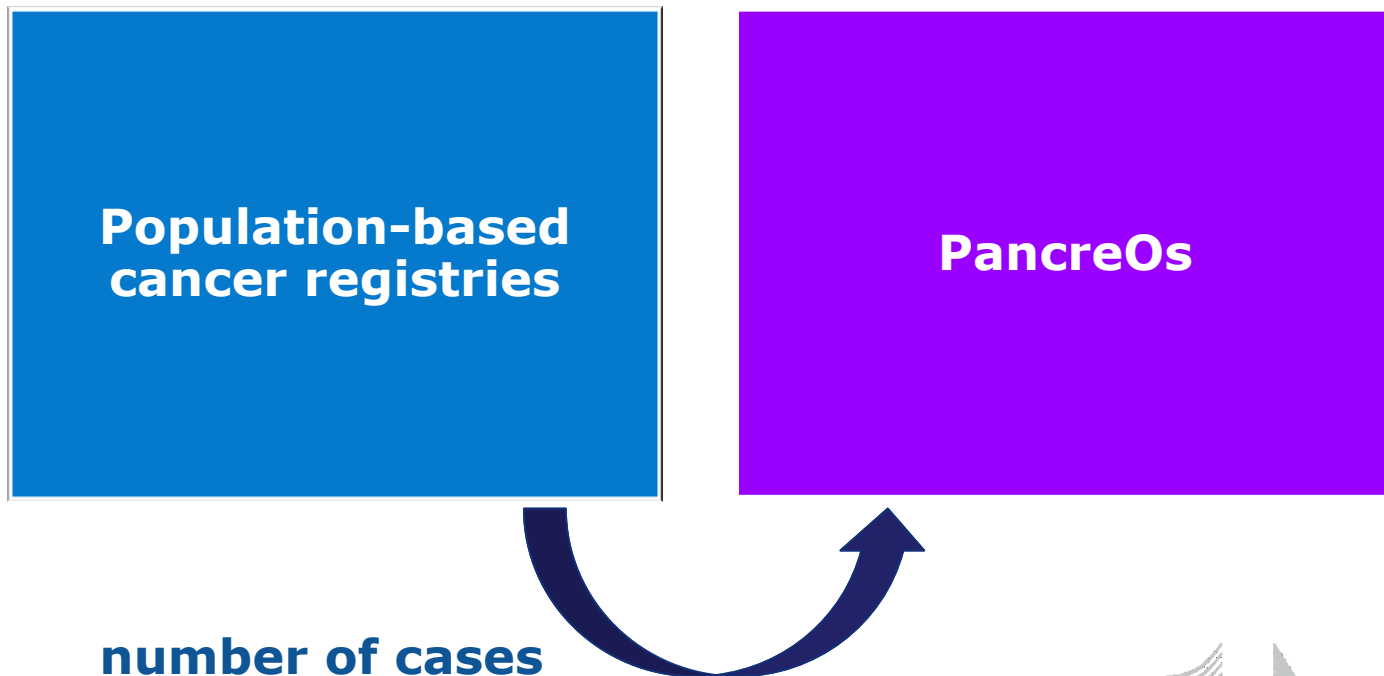 Population-based
cancer registries
PancreOs
number of cases